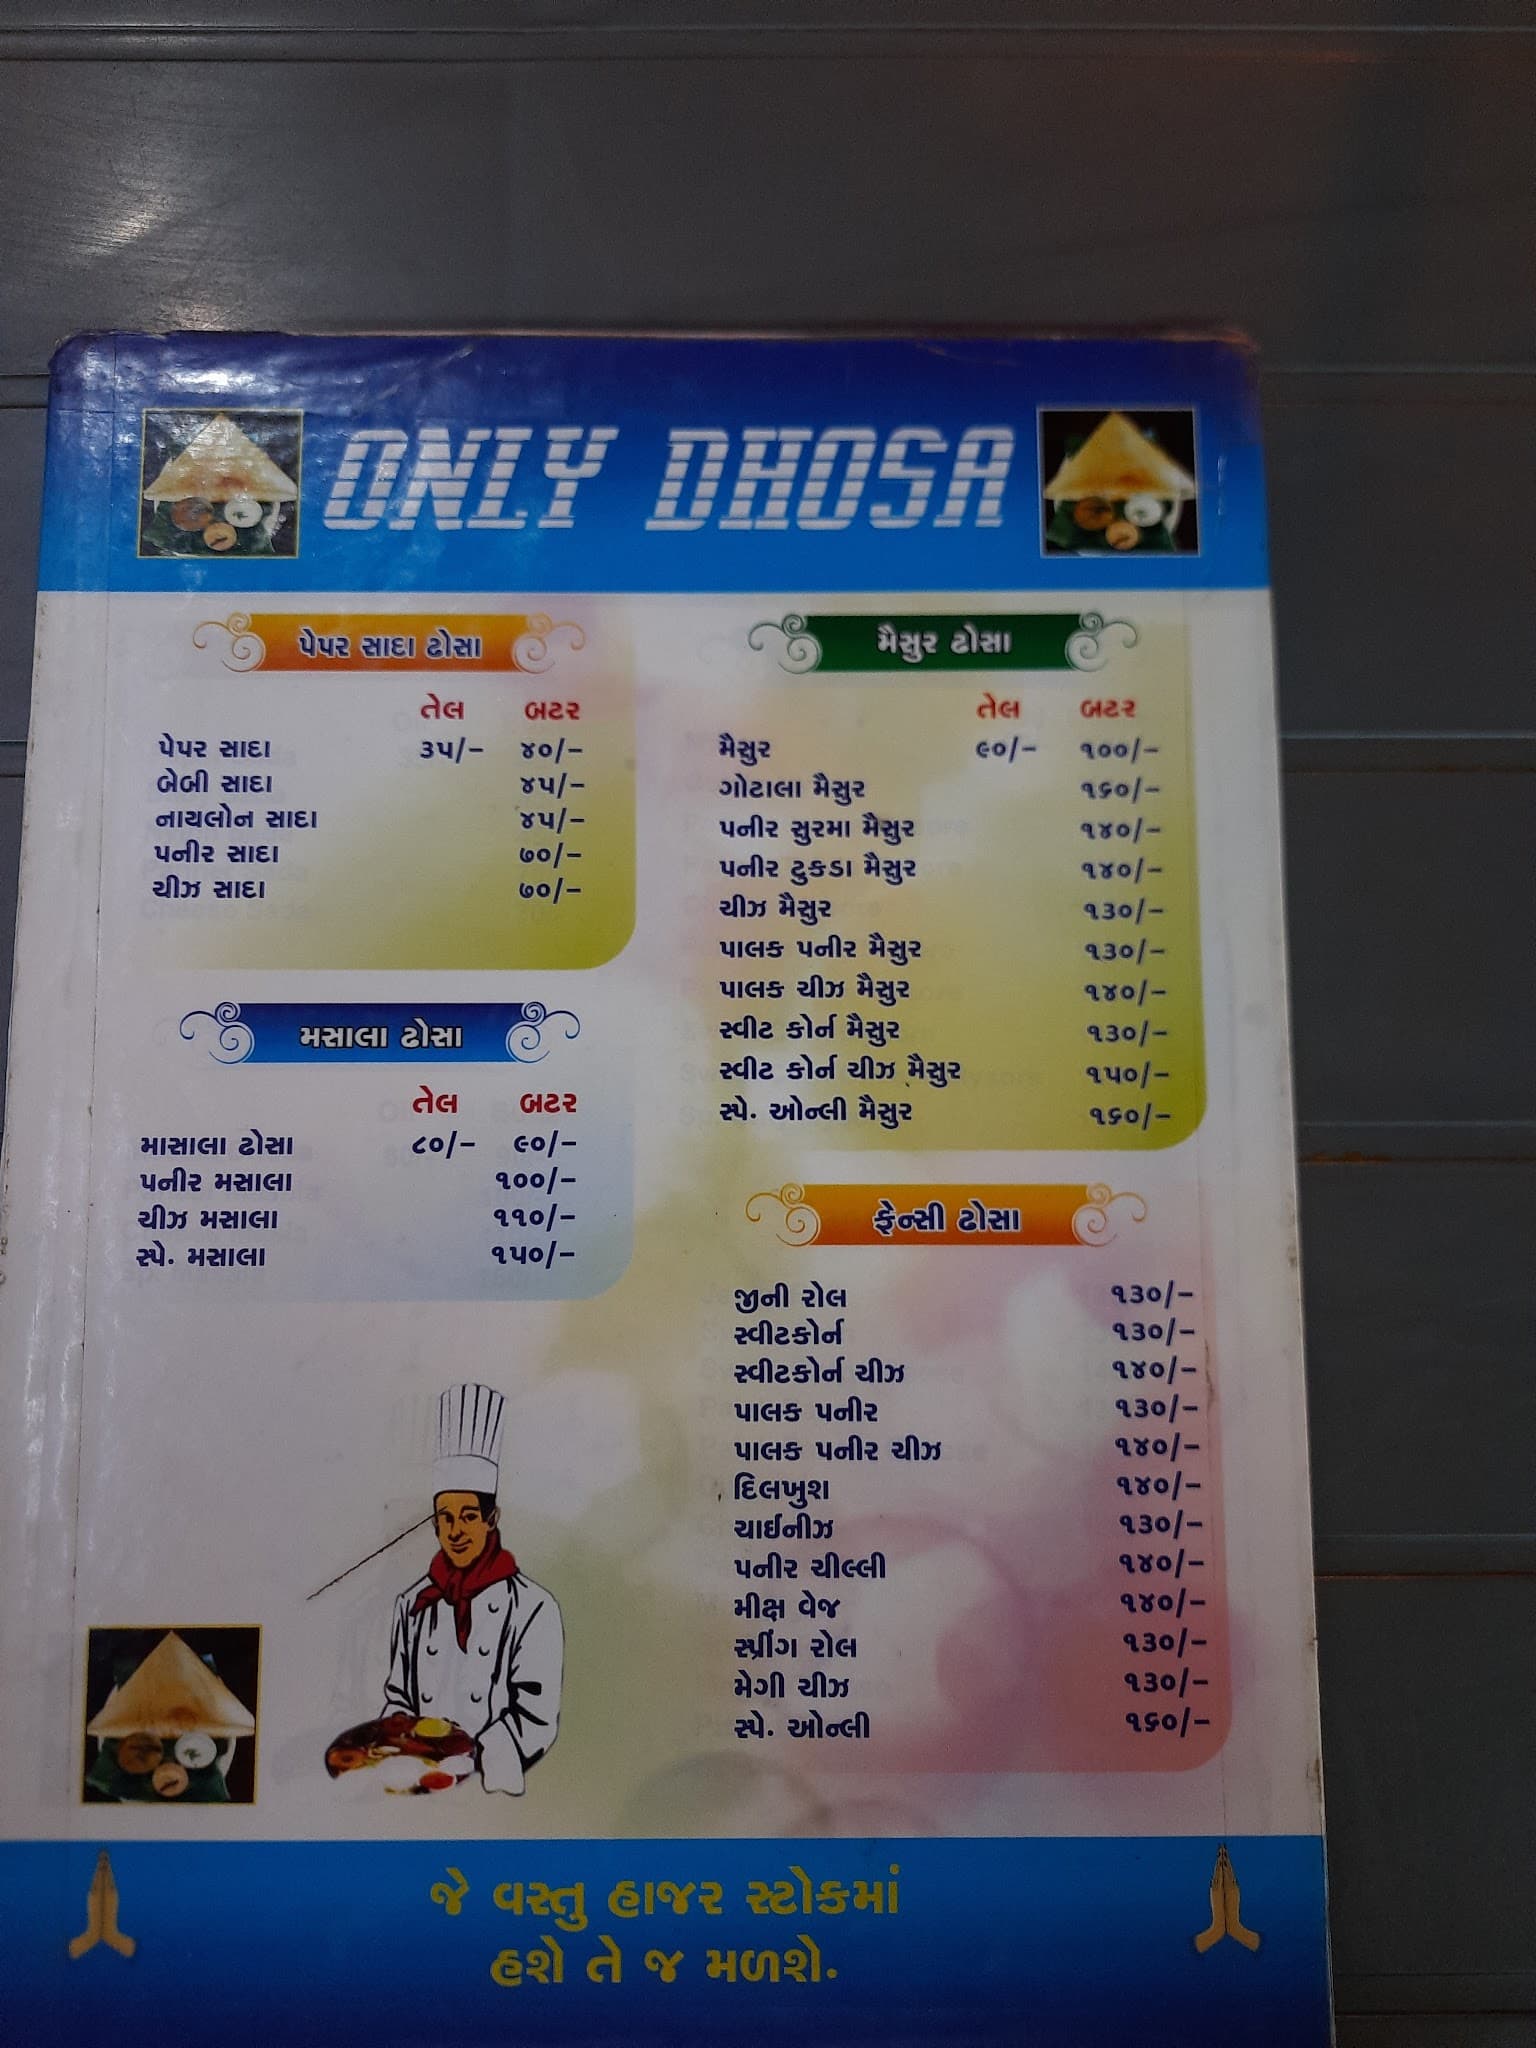 ONLY DHOSA
પેપર સાદા ઢોસા
તેલ બટર
પેપર સાદા ૩૫/– ૪૦/–
બેબી સાદા ૪૫/–
નાયલોન સાદા ૪૫/–
પનીર સાદા ૭૦/–
ચીઝ સાદા ૭૦/–
મસાલા ઢોસા
તેલ બટર
માસાલા ઢોસા ૮૦/– ૯૦/–
પનીર મસાલા ૧૦૦/–
ચીઝ મસાલા ૧૧૦/–
સ્પે. મસાલા ૧૫૦/–
મૈસુર ઢોસા
તેલ બટર
મૈસુર ૯૦/– ૧૦૦/–
ગોટાલા મૈસુર ૧૬૦/–
પનીર સુરમા મૈસુર ૧૪૦/–
પનીર ટુકડા મૈસુર ૧૪૦/–
ચીઝ મૈસુર ૧૩૦/–
પાલક પનીર મૈસુર ૧૩૦/–
પાલક ચીઝ મૈસુર ૧૪૦/–
સ્વીટ કોર્ન મૈસુર ૧૩૦/–
સ્વીટ કોર્ન ચીઝ મૈસુર ૧૫૦/–
સ્પે. ઓન્લી મૈસુર ૧૬૦/–
ફેન્સી ઢોસા
જીની રોલ ૧૩૦/–
સ્વીટકોર્ન ૧૩૦/–
સ્વીટકોર્ન ચીઝ ૧૪૦/–
પાલક પનીર ૧૩૦/–
પાલક પનીર ચીઝ ૧૪૦/–
દિલખુશ ૧૪૦/–
ચાઈનીઝ ૧૩૦/–
પનીર ચીલ્લી ૧૪૦/–
મીક્ષ વેજ ૧૪૦/–
સ્પ્રીંગ રોલ ૧૩૦/–
મેગી ચીઝ ૧૩૦/–
સ્પે. ઓન્લી ૧૬૦/–
જે વસ્તુ હાજર સ્ટોકમાં
હશે તે જ મળશે.